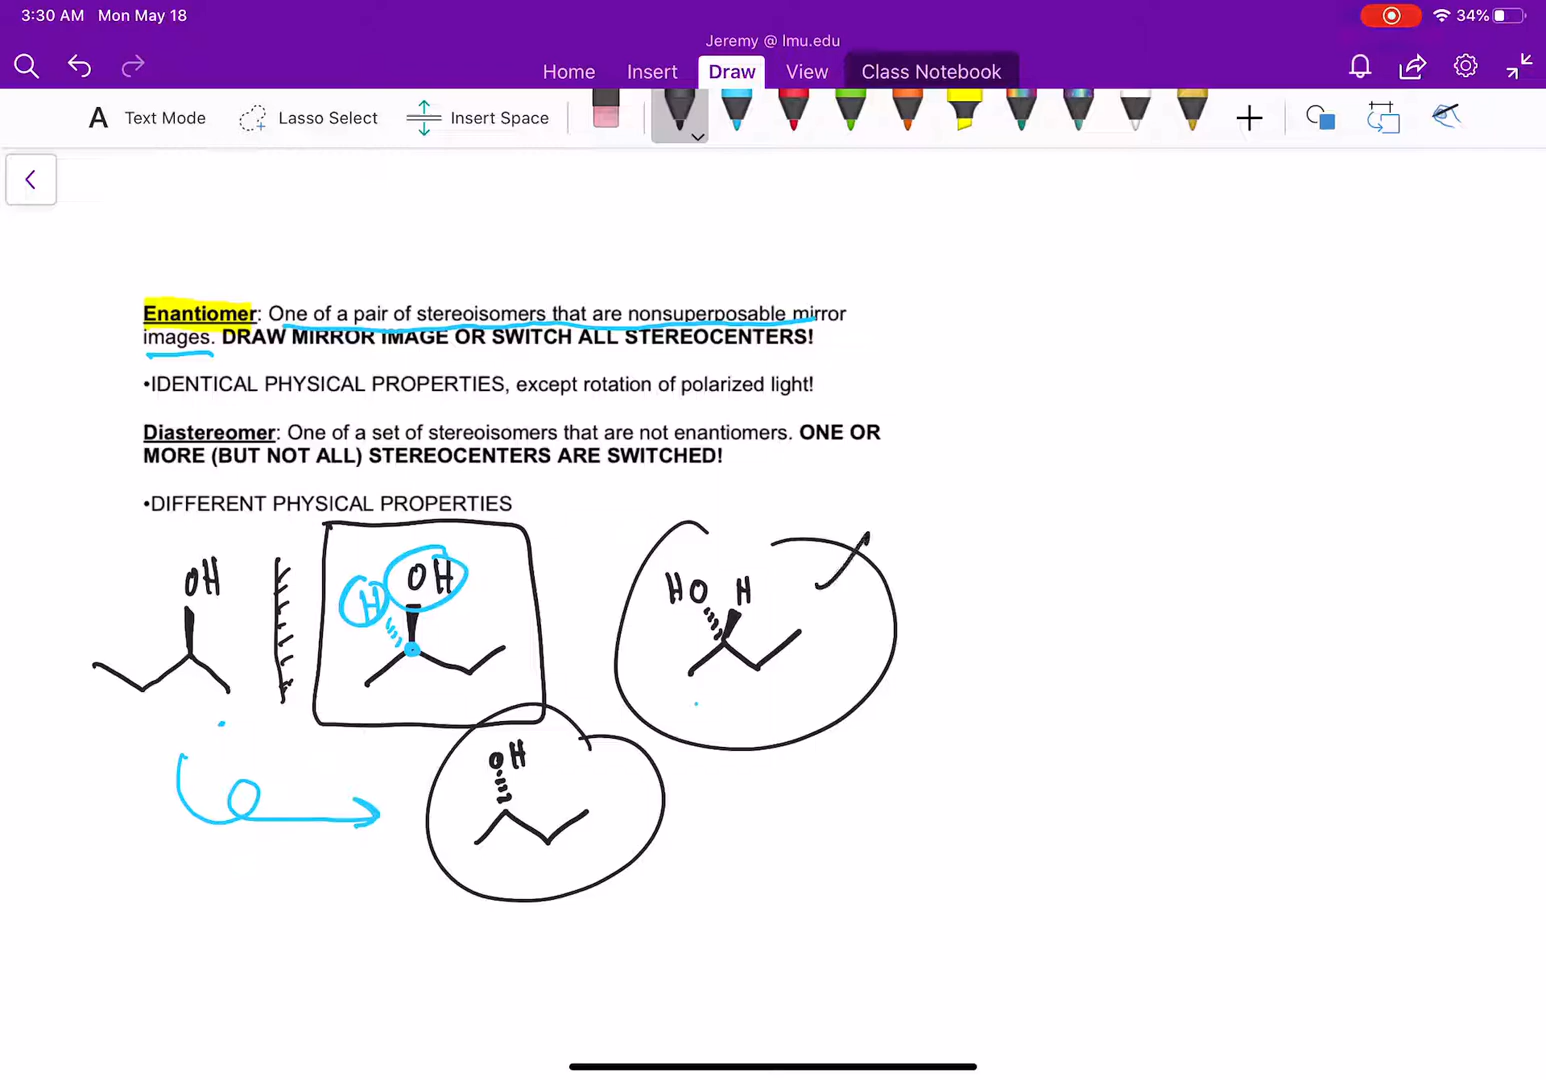 3:30 AM Mon May 18
34%
Jeremy @ lmu.edu
Home Insert Draw View Class Notebook
A Text Mode Lasso Select Insert Space
Enantiomer: One of a pair of stereoisomers that are nonsuperposable mirror
images. DRAW MIRROR IMAGE OR SWITCH ALL STEREOCENTERS!
•IDENTICAL PHYSICAL PROPERTIES, except rotation of polarized light!
Diastereomer: One of a set of stereoisomers that are not enantiomers. ONE OR
MORE (BUT NOT ALL) STEREOCENTERS ARE SWITCHED!
•DIFFERENT PHYSICAL PROPERTIES
OH
H OH
HO H
OH